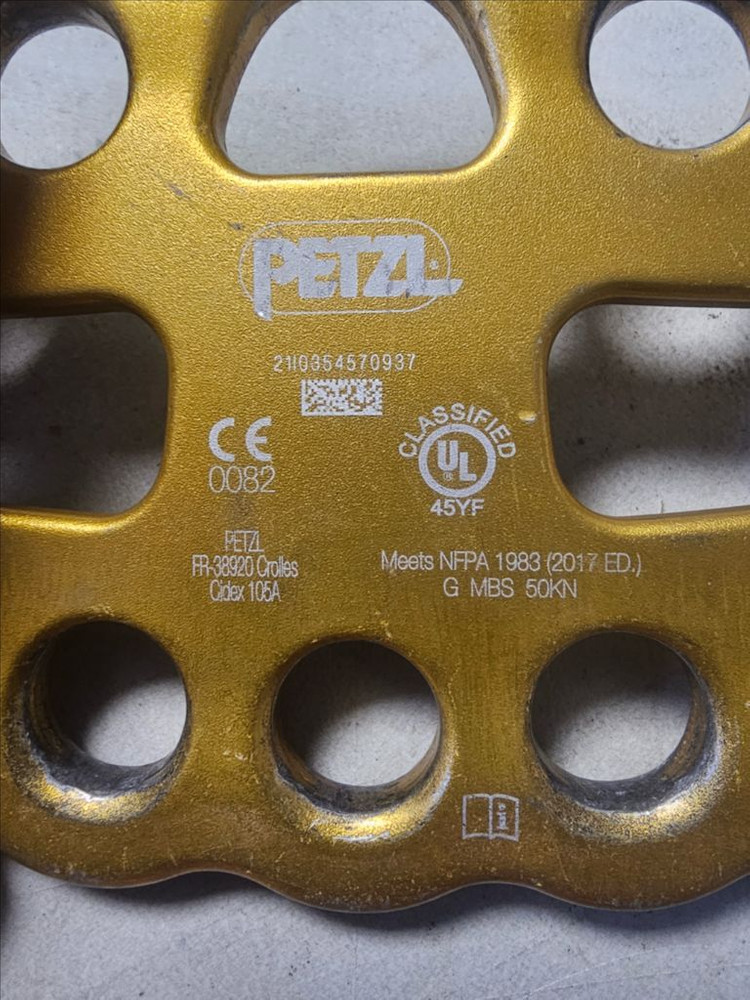 PETZL
21I0354570937
CE
0082
CLASSIFIED
UL
®
45YF
PETZL
FR-38920 Crolles
Cidex 105A
Meets NFPA 1983 (2017 ED.)
G MBS 50KN